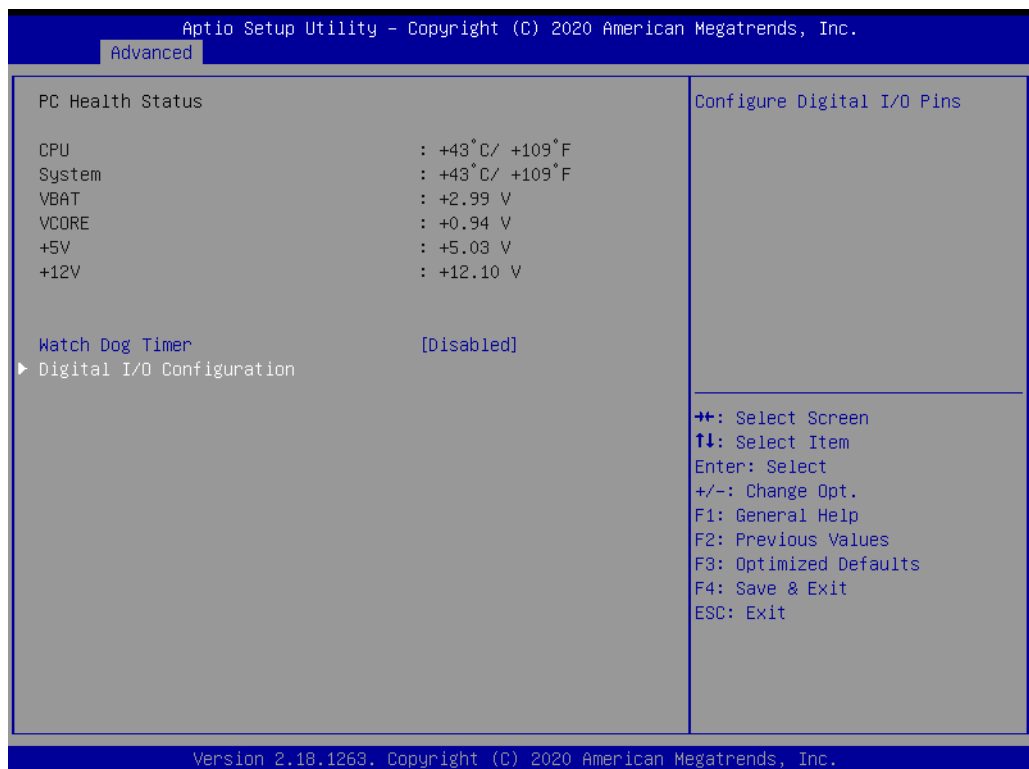 Aptio Setup Utility – Copyright (C) 2020 American Megatrends, Inc.
Advanced
PC Health Status
CPU : +43°C/ +109°F
System : +43°C/ +109°F
VBAT : +2.99 V
VCORE : +0.94 V
+5V : +5.03 V
+12V : +12.10 V
Watch Dog Timer [Disabled]
▶ Digital I/O Configuration
Configure Digital I/O Pins
→←: Select Screen
↑↓: Select Item
Enter: Select
+/-: Change Opt.
F1: General Help
F2: Previous Values
F3: Optimized Defaults
F4: Save & Exit
ESC: Exit
Version 2.18.1263. Copyright (C) 2020 American Megatrends, Inc.